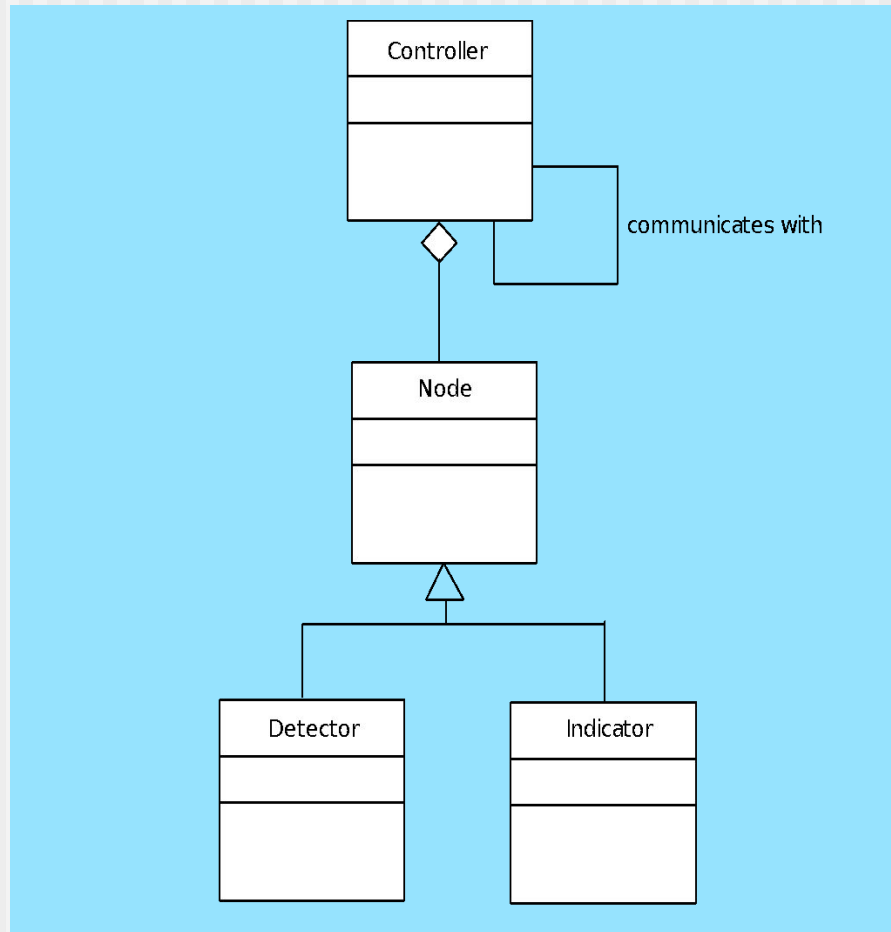 Controller
communicates with
Node
Detector
Indicator